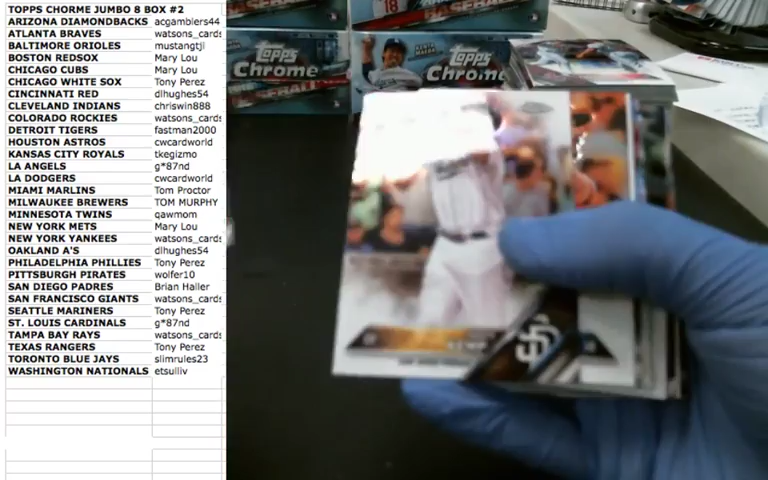 TOPPS CHORME JUMBO 8 BOX #2
ARIZONA DIAMONDBACKS acgamblers44
ATLANTA BRAVES watsons_cards
BALTIMORE ORIOLES mustangtji
BOSTON REDSOX Mary Lou
CHICAGO CUBS Mary Lou
CHICAGO WHITE SOX Tony Perez
CINCINNATI RED dlhughes54
CLEVELAND INDIANS chriswin888
COLORADO ROCKIES watsons_cards
DETROIT TIGERS fastman2000
HOUSTON ASTROS cwcardworld
KANSAS CITY ROYALS tkegizmo
LA ANGELS g*87nd
LA DODGERS cwcardworld
MIAMI MARLINS Tom Proctor
MILWAUKEE BREWERS TOM MURPHY
MINNESOTA TWINS qawmom
NEW YORK METS Mary Lou
NEW YORK YANKEES watsons_cards
OAKLAND A'S dlhughes54
PHILADELPHIA PHILLIES Tony Perez
PITTSBURGH PIRATES wolfer10
SAN DIEGO PADRES Brian Haller
SAN FRANCISCO GIANTS watsons_cards
SEATTLE MARINERS Tony Perez
ST. LOUIS CARDINALS g*87nd
TAMPA BAY RAYS watsons_cards
TEXAS RANGERS Tony Perez
TORONTO BLUE JAYS slimrules23
WASHINGTON NATIONALS etsulliv
18
Topps Chrome
Topps Chrome
SD